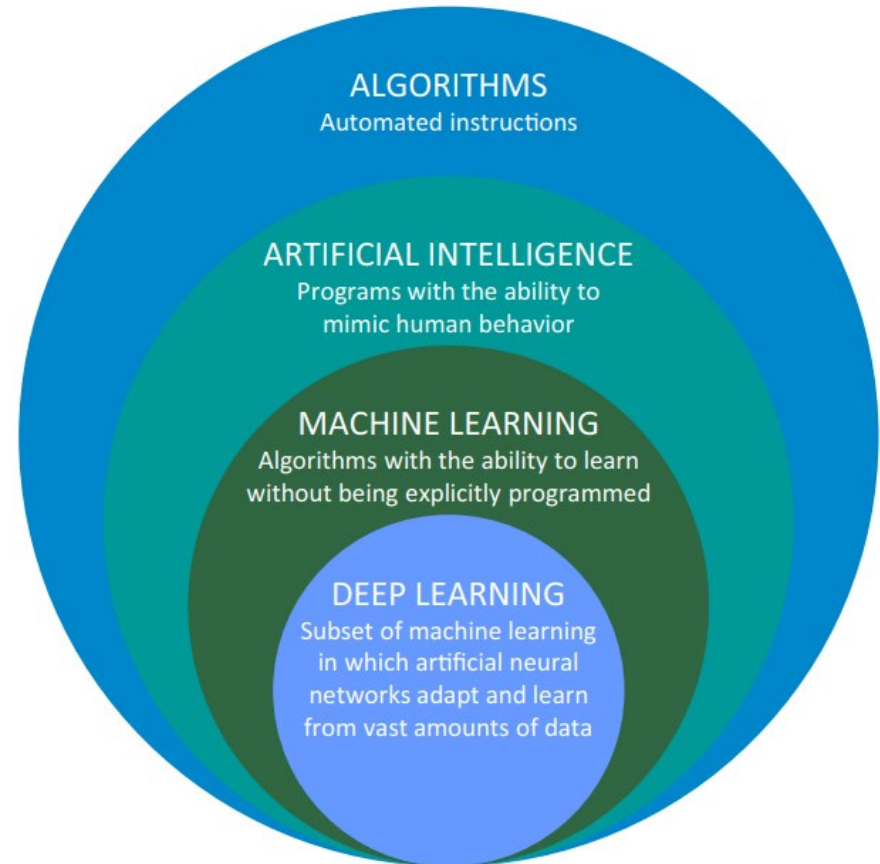 ALGORITHMS
Automated instructions
ARTIFICIAL INTELLIGENCE
Programs with the ability to
mimic human behavior
MACHINE LEARNING
Algorithms with the ability to learn
without being explicitly programmed
DEEP LEARNING
Subset of machine learning
in which artificial neural
networks adapt and learn
from vast amounts of data